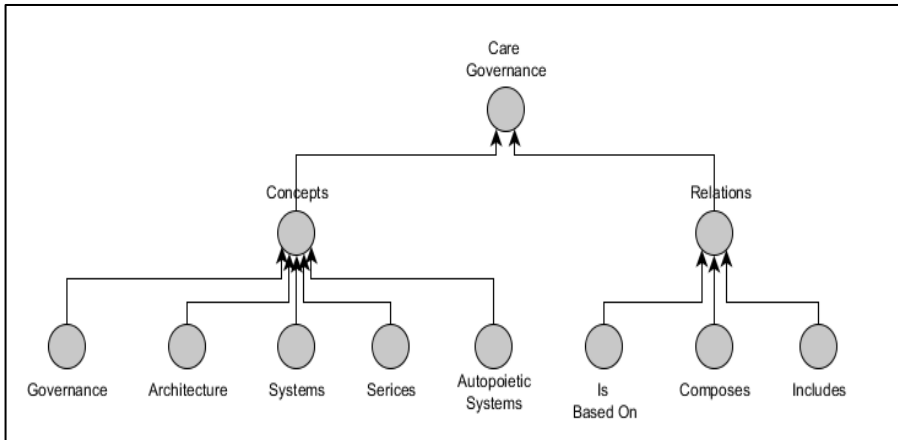 Care
Governance
Concepts
Relations
Governance
Architecture
Systems
Serices
Autopoietic
Systems
Is
Based On
Composes
Includes